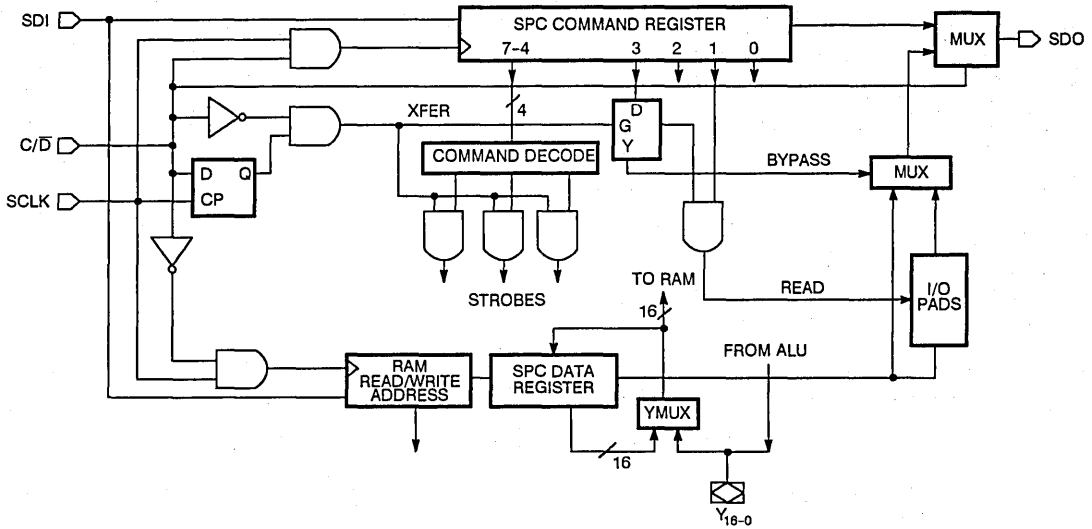 SDI
SPC COMMAND REGISTER
7-4 3 2 1 0
MUX
SDO
4
XFER
D
G
Y
C/D̅
D Q
CP
COMMAND DECODE
BYPASS
MUX
SCLK
STROBES
TO RAM
16
READ
I/O
PADS
FROM ALU
RAM
READ/WRITE
ADDRESS
SPC DATA
REGISTER
YMUX
16
Y16-0